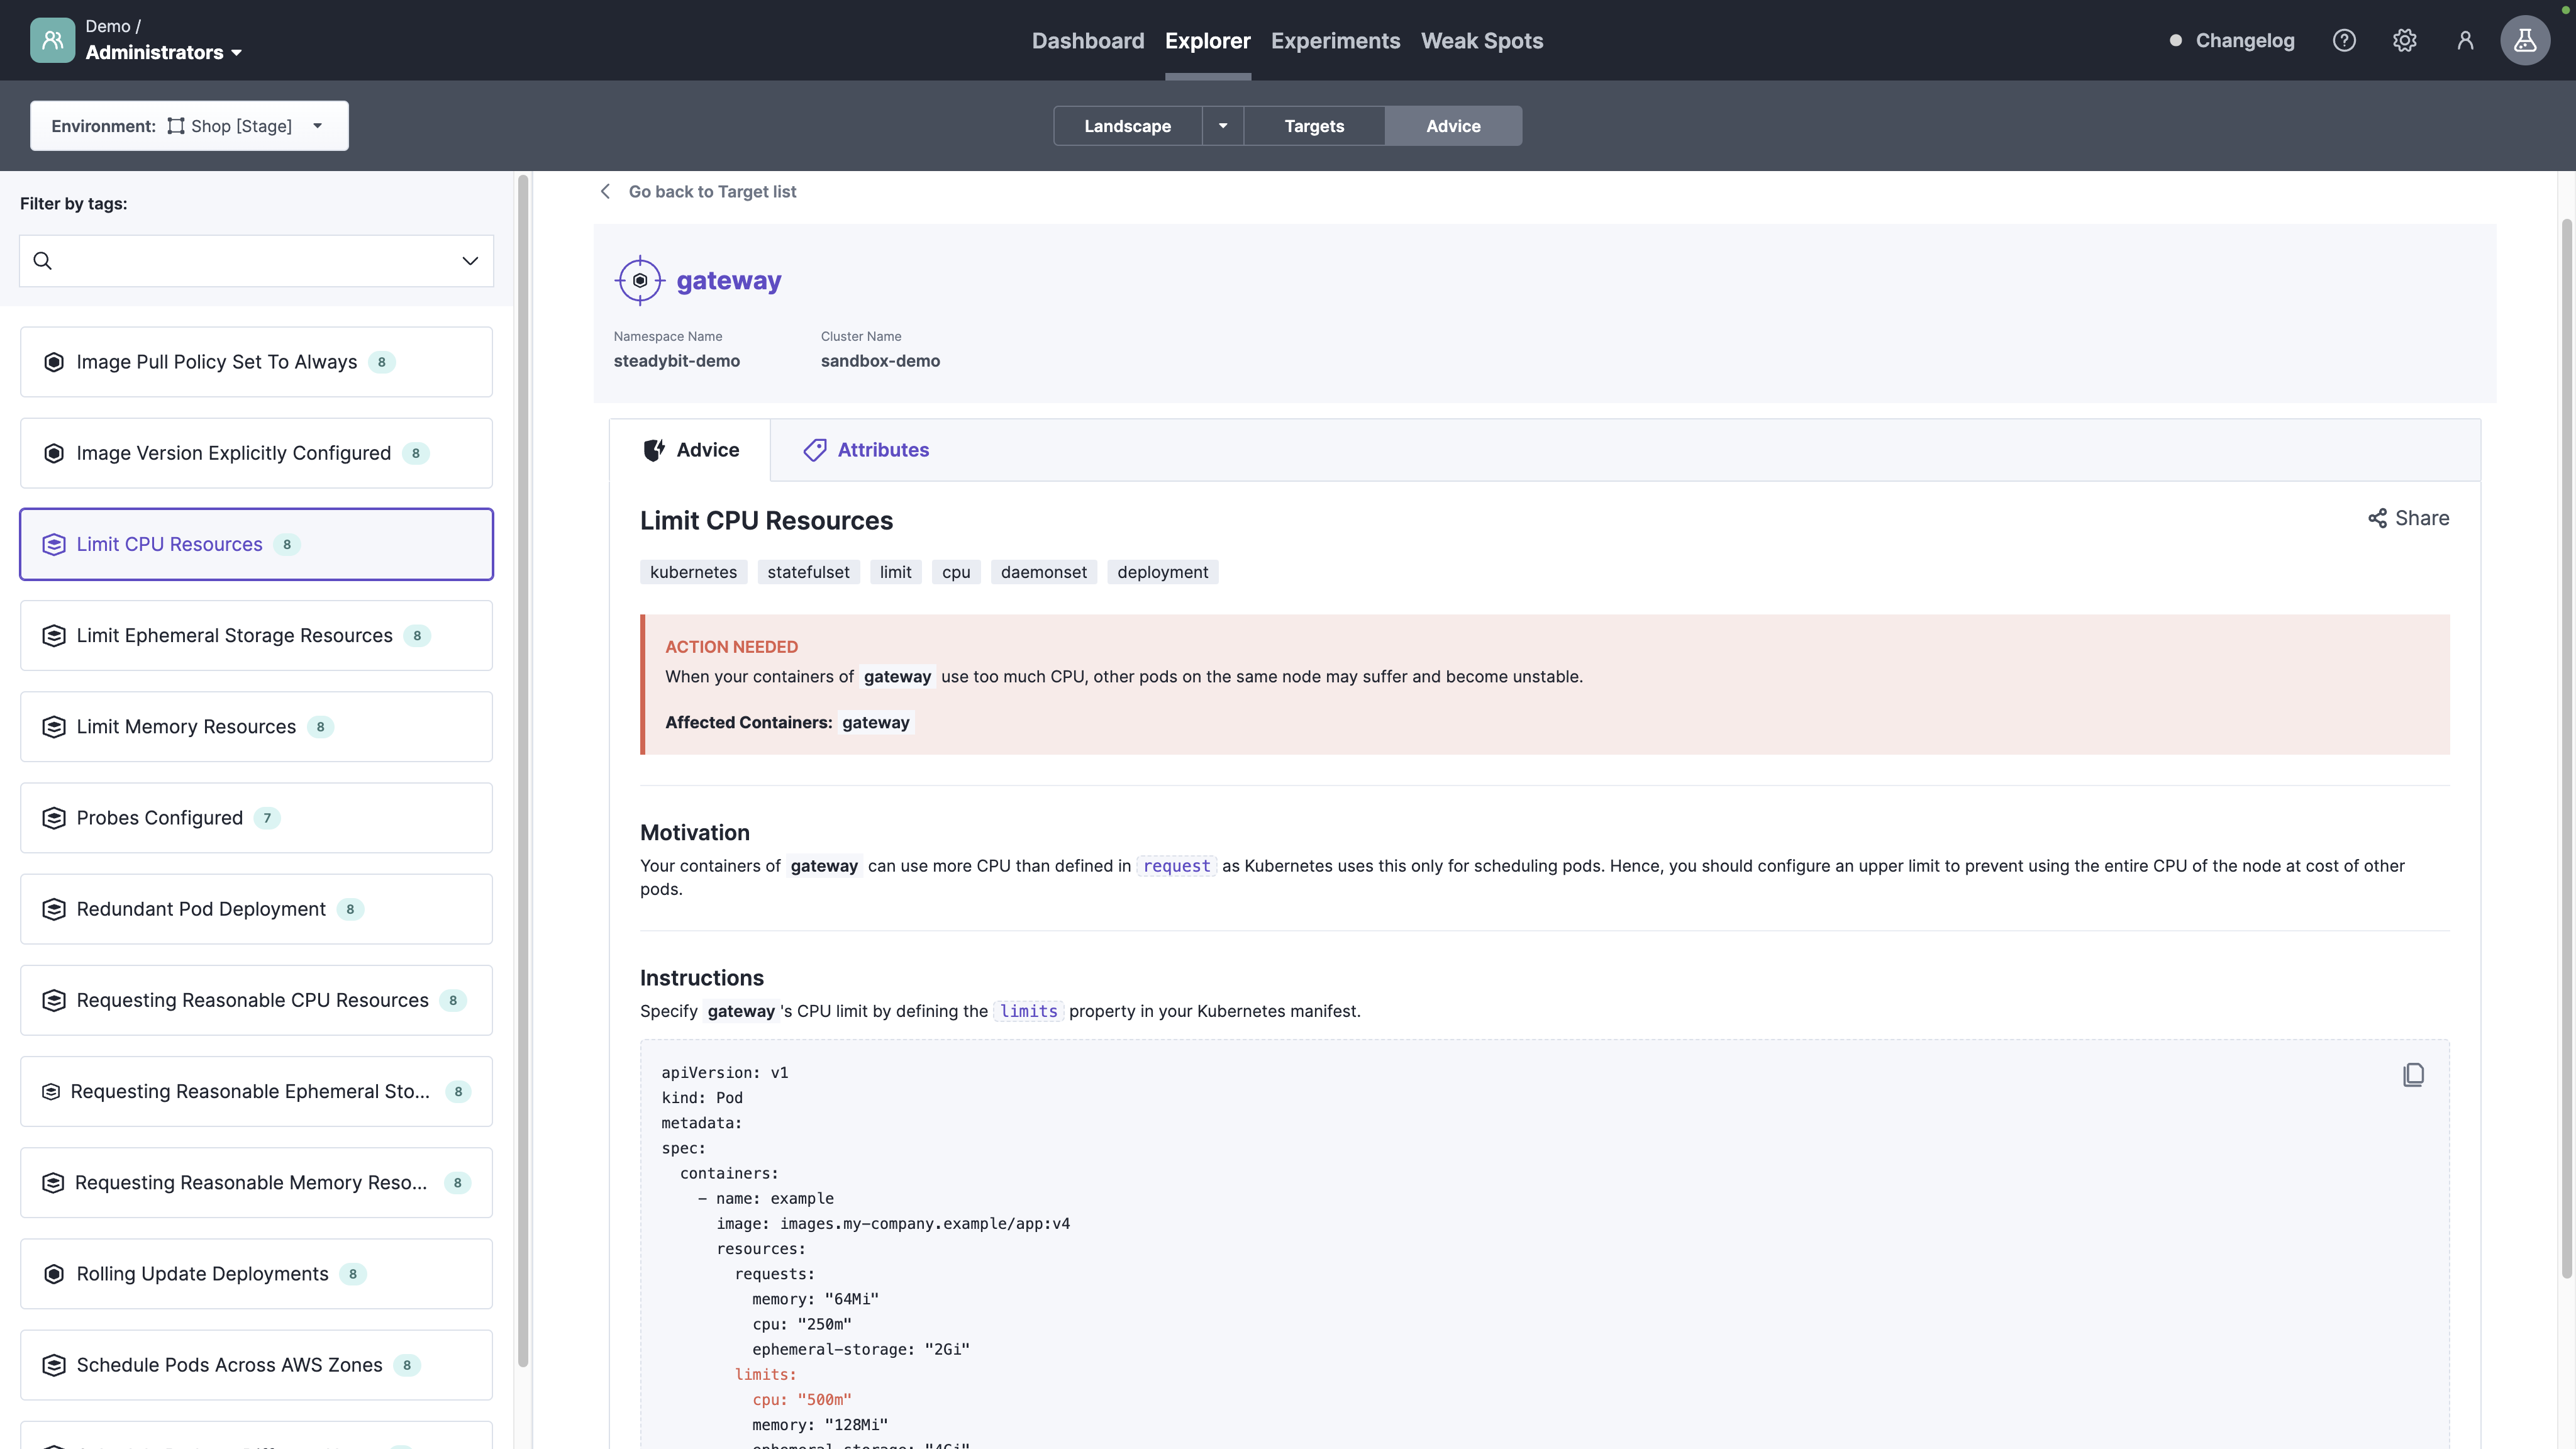 Demo /
Administrators
Dashboard
Explorer
Experiments
Weak Spots
Changelog
Environment: Shop [Stage]
Landscape
Targets
Advice
Filter by tags:
Image Pull Policy Set To Always 8
Image Version Explicitly Configured 8
Limit CPU Resources 8
Limit Ephemeral Storage Resources 8
Limit Memory Resources 8
Probes Configured 7
Redundant Pod Deployment 8
Requesting Reasonable CPU Resources 8
Requesting Reasonable Ephemeral Sto... 8
Requesting Reasonable Memory Reso... 8
Rolling Update Deployments 8
Schedule Pods Across AWS Zones 8
Go back to Target list
gateway
Namespace Name
steadybit-demo
Cluster Name
sandbox-demo
Advice
Attributes
Limit CPU Resources
Share
kubernetes statefulset limit cpu daemonset deployment
ACTION NEEDED
When your containers of gateway use too much CPU, other pods on the same node may suffer and become unstable.
Affected Containers: gateway
Motivation
Your containers of gateway can use more CPU than defined in request as Kubernetes uses this only for scheduling pods. Hence, you should configure an upper limit to prevent using the entire CPU of the node at cost of other
pods.
Instructions
Specify gateway's CPU limit by defining the limits property in your Kubernetes manifest.
apiVersion: v1
kind: Pod
metadata:
spec:
containers:
- name: example
image: images.my-company.example/app:v4
resources:
requests:
memory: "64Mi"
cpu: "250m"
ephemeral-storage: "2Gi"
limits:
cpu: "500m"
memory: "128Mi"
ephemeral-storage: "4Gi"